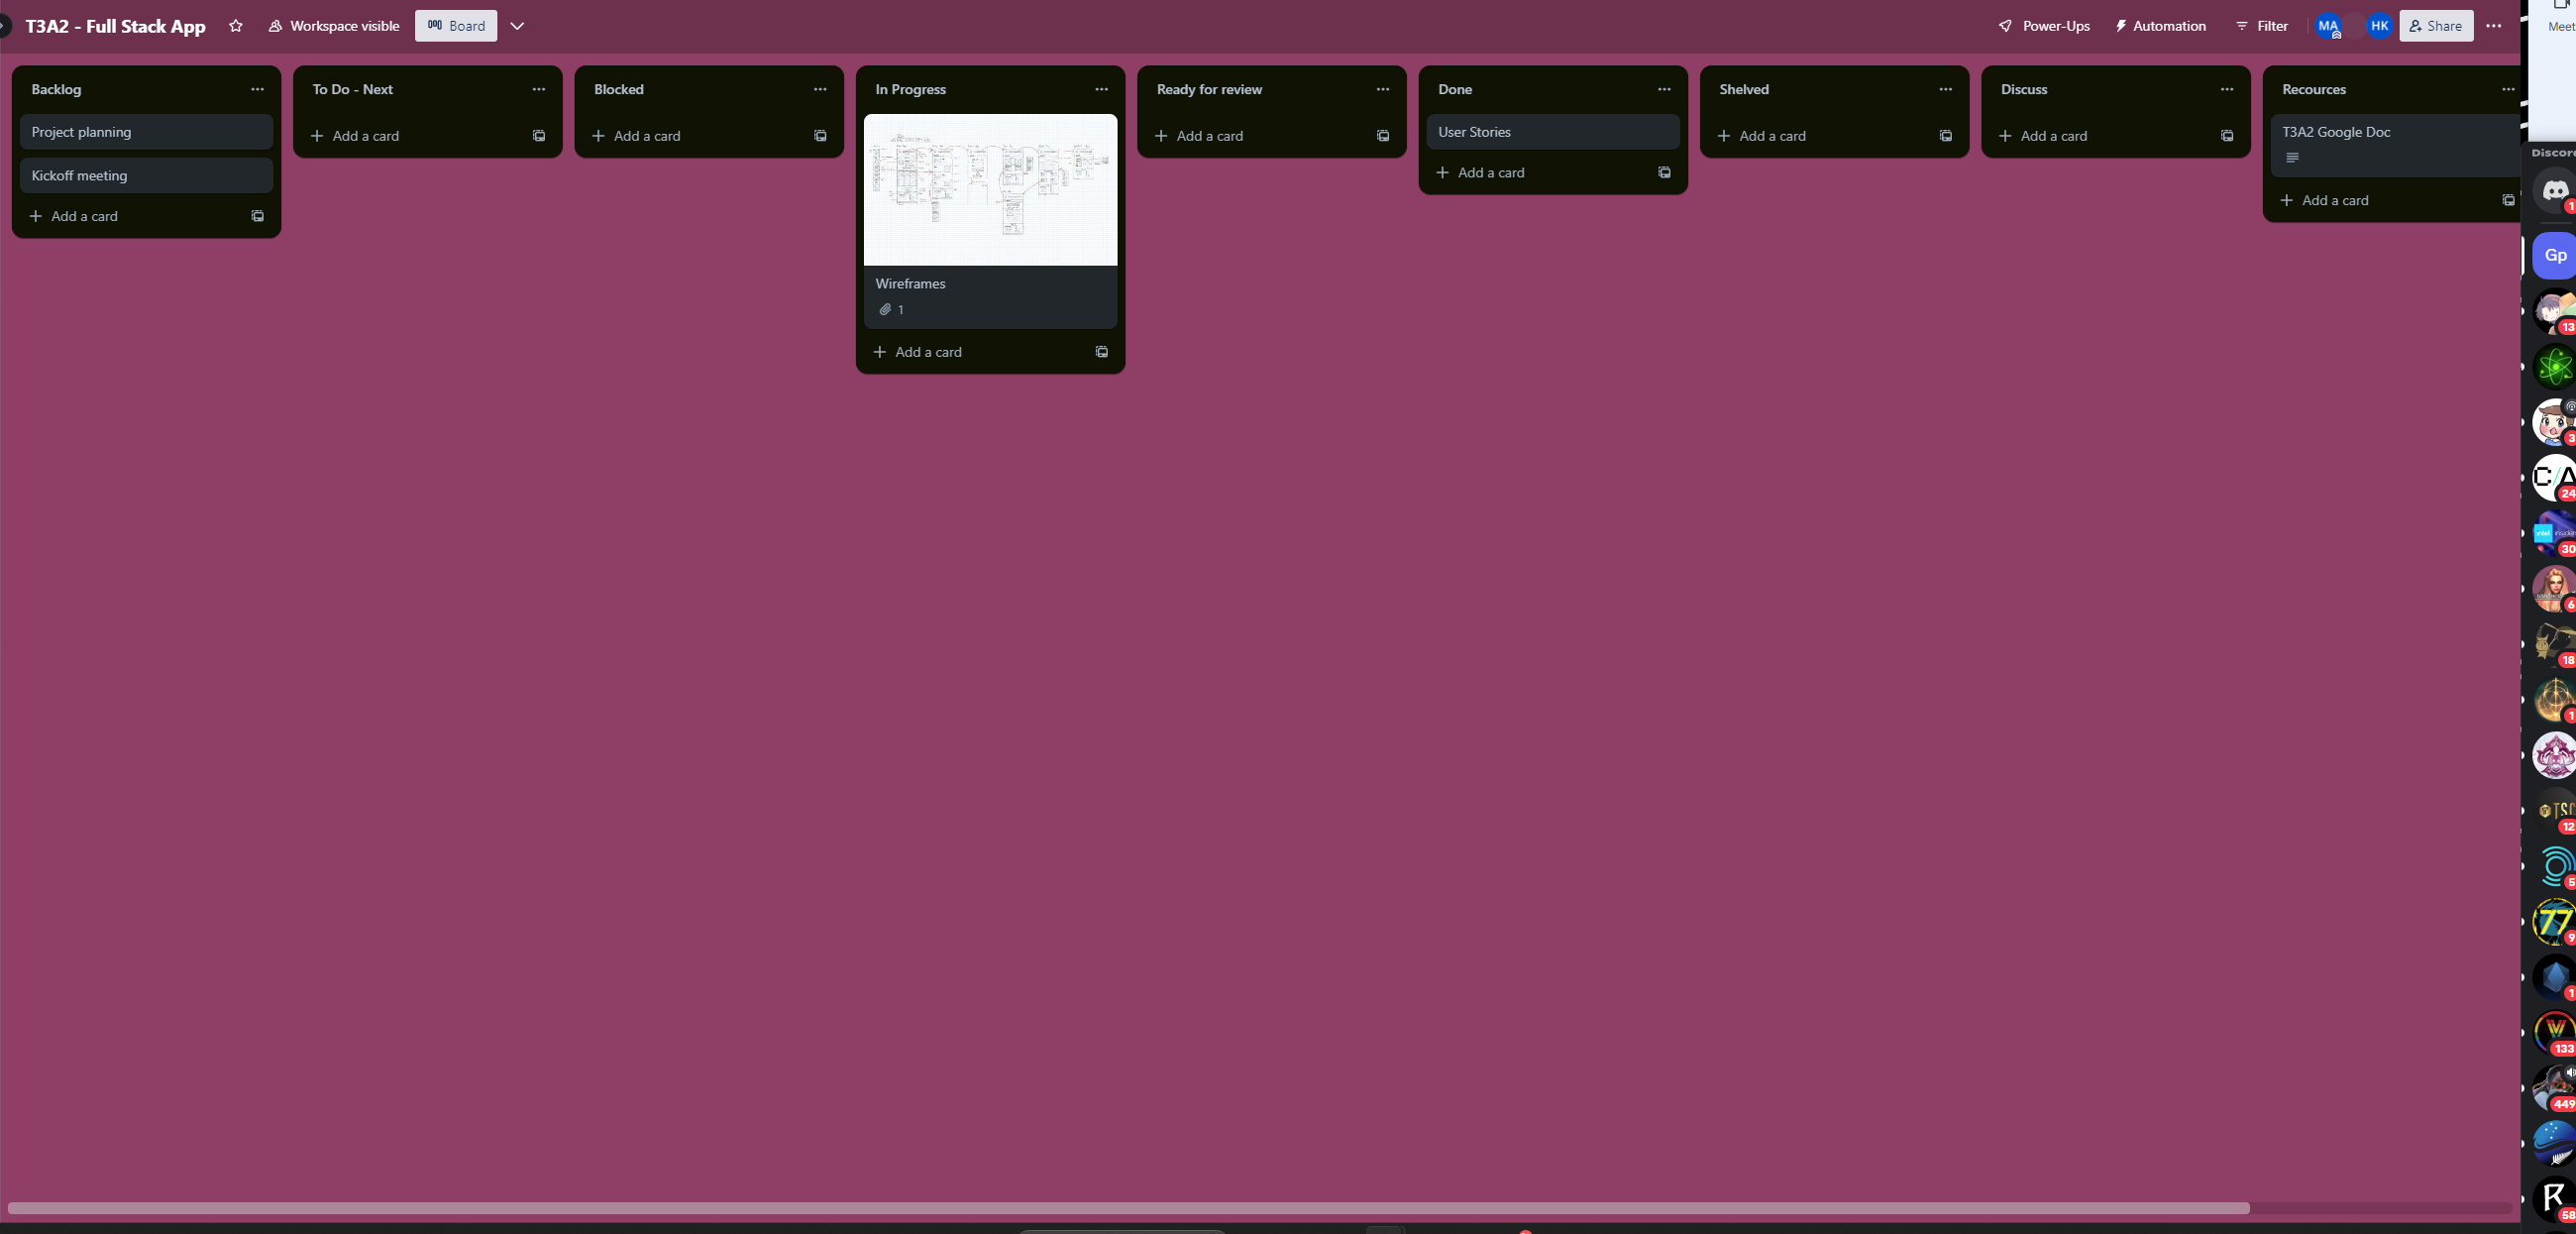 T3A2 - Full Stack App
Workspace visible
Board
Power-Ups
Automation
Filter
MA
HK
Share
Backlog
Project planning
Kickoff meeting
Add a card
To Do - Next
Add a card
Blocked
Add a card
In Progress
Wireframes
1
Add a card
Ready for review
Add a card
Done
User Stories
Add a card
Shelved
Add a card
Discuss
Add a card
Recources
T3A2 Google Doc
Add a card
Meet
Discor
1
Gp
13
3
C/A
24
intel
30
6
18
1
TSC
12
5
77
9
1
W
133
449
R
58